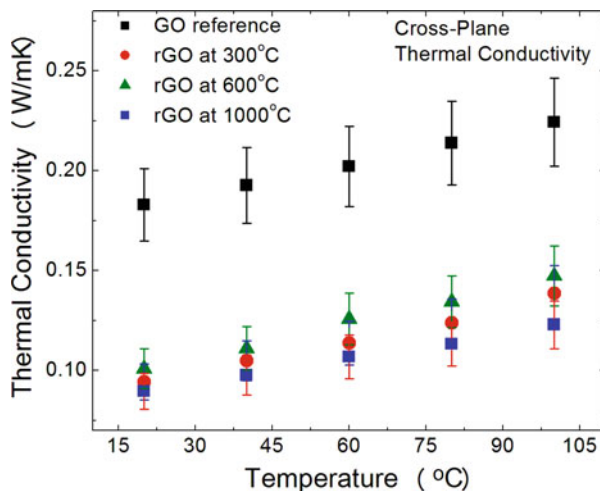 GO reference
rGO at 300°C
rGO at 600°C
rGO at 1000°C
Cross-Plane
Thermal Conductivity
Thermal Conductivity ( W/mK)
0.25
0.20
0.15
0.10
15 30 45 60 75 90 105
Temperature ( ºC)